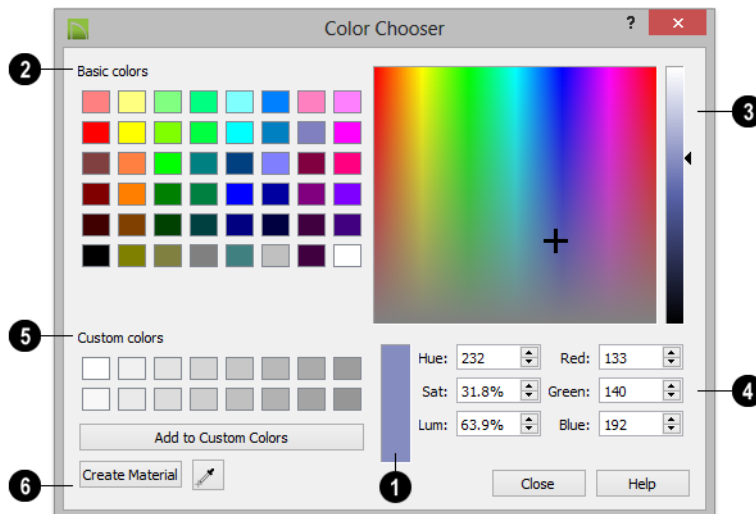 Color Chooser ? ×
2 Basic colors
3
5 Custom colors
Hue: 232 Red: 133
Sat: 31.8% Green: 140 4
Lum: 63.9% Blue: 192
Add to Custom Colors
6 Create Material 1 Close Help